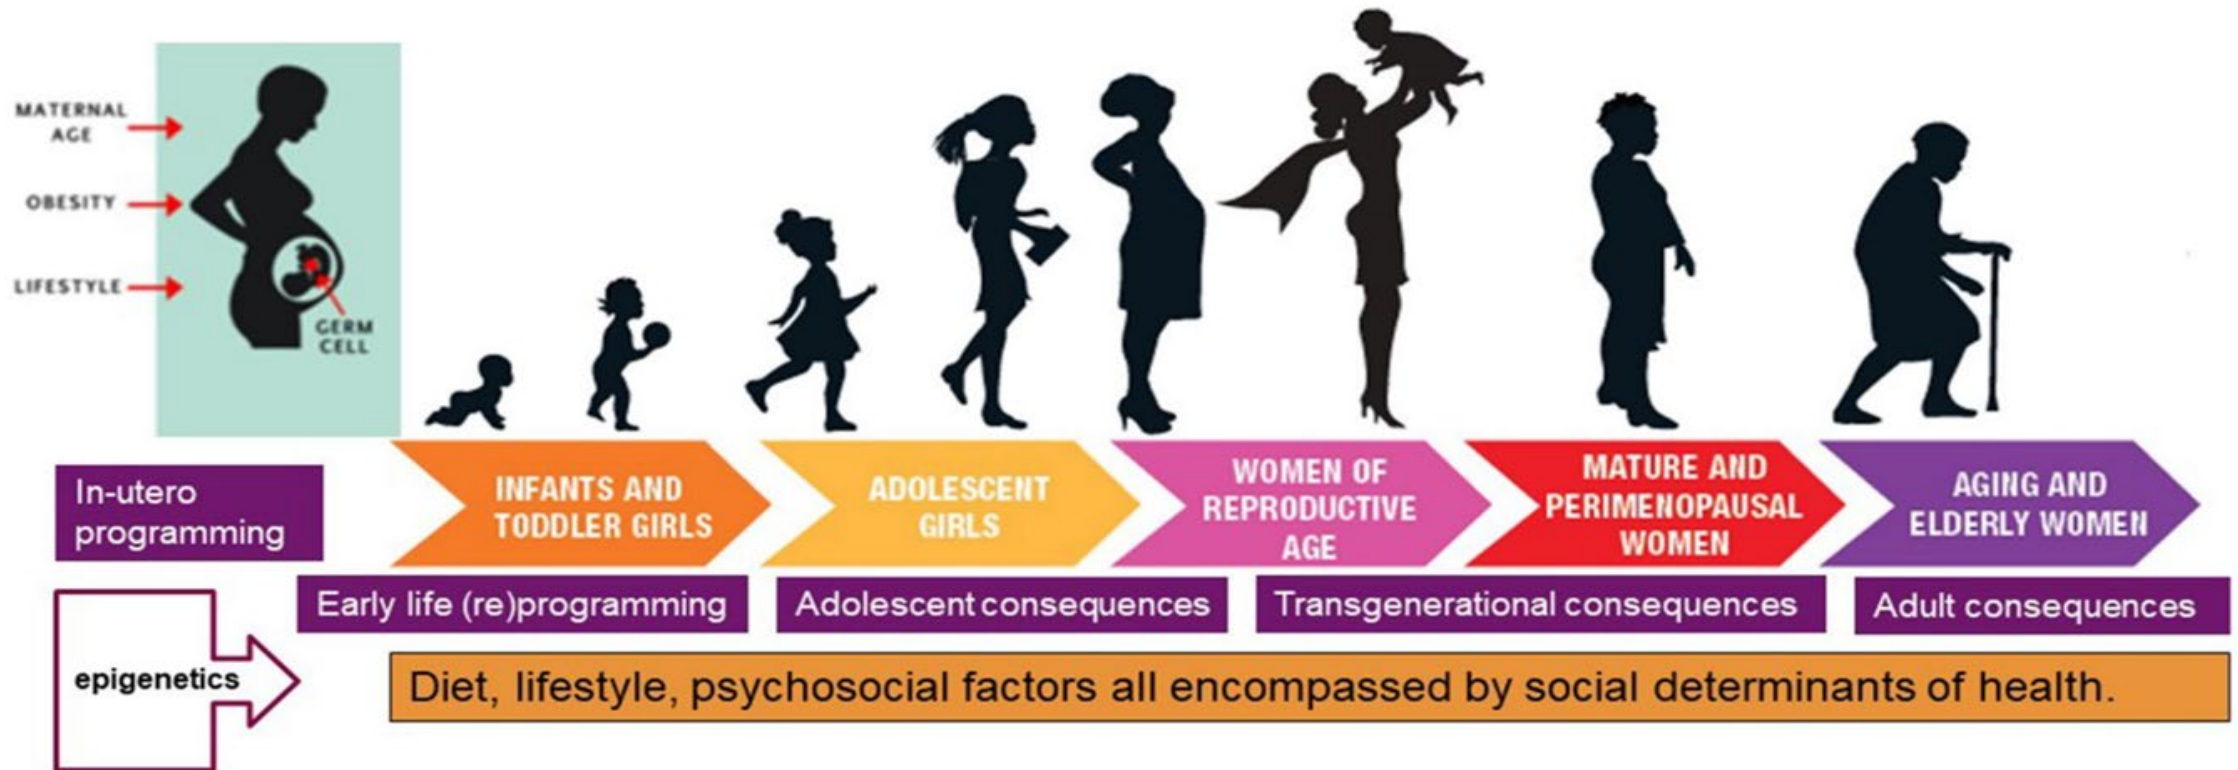 MATERNAL
AGE
OBESITY
LIFESTYLE
GERM
CELL
In-utero
programming
INFANTS AND
TODDLER GIRLS
ADOLESCENT
GIRLS
WOMEN OF
REPRODUCTIVE
AGE
MATURE AND
PERIMENOPAUSAL
WOMEN
AGING AND
ELDERLY WOMEN
Early life (re)programming
Adolescent consequences
Transgenerational consequences
Adult consequences
epigenetics
Diet, lifestyle, psychosocial factors all encompassed by social determinants of health.